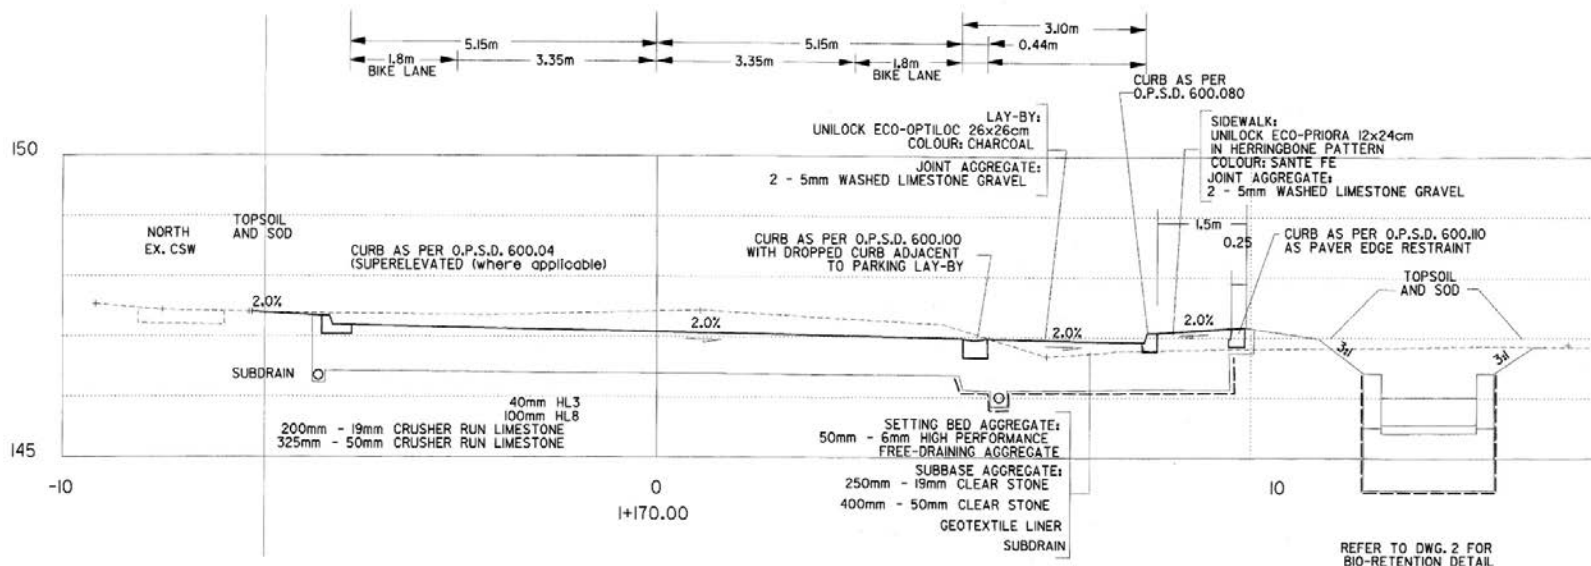 3.10m
5.15m
5.15m
0.44m
1.8m
3.35m
3.35m
1.8m
BIKE LANE
BIKE LANE
CURB AS PER
O.P.S.D. 600.080
LAY-BY:
UNILOCK ECO-OPTILOC 26x26cm
COLOUR: CHARCOAL
JOINT AGGREGATE:
2 - 5mm WASHED LIMESTONE GRAVEL
SIDEWALK:
UNILOCK ECO-PRIORA 12x24cm
IN HERRINGBONE PATTERN
COLOUR: SANTE FE
JOINT AGGREGATE:
2 - 5mm WASHED LIMESTONE GRAVEL
150
NORTH
EX. CSW
TOPSOIL
AND SOD
CURB AS PER O.P.S.D. 600.04
(SUPERELEVATED (where applicable)
CURB AS PER O.P.S.D. 600.100
WITH DROPPED CURB ADJACENT
TO PARKING LAY-BY
1.5m
0.25
CURB AS PER O.P.S.D. 600.110
AS PAVER EDGE RESTRAINT
TOPSOIL
AND SOD
2.0%
2.0%
2.0%
2.0%
3:1
3:1
SUBDRAIN
40mm HL3
100mm HL8
200mm - 19mm CRUSHER RUN LIMESTONE
325mm - 50mm CRUSHER RUN LIMESTONE
SETTING BED AGGREGATE:
50mm - 6mm HIGH PERFORMANCE
FREE-DRAINING AGGREGATE
SUBBASE AGGREGATE:
250mm - 19mm CLEAR STONE
400mm - 50mm CLEAR STONE
GEOTEXTILE LINER
SUBDRAIN
145
-10
0
10
1+170.00
REFER TO DWG. 2 FOR
BIO-RETENTION DETAIL